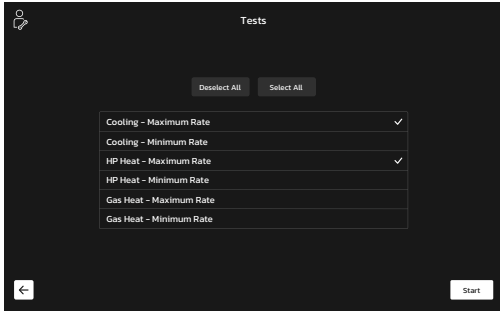 Tests
Deselect All Select All
Cooling - Maximum Rate
Cooling - Minimum Rate
HP Heat - Maximum Rate
HP Heat - Minimum Rate
Gas Heat - Maximum Rate
Gas Heat - Minimum Rate
Start